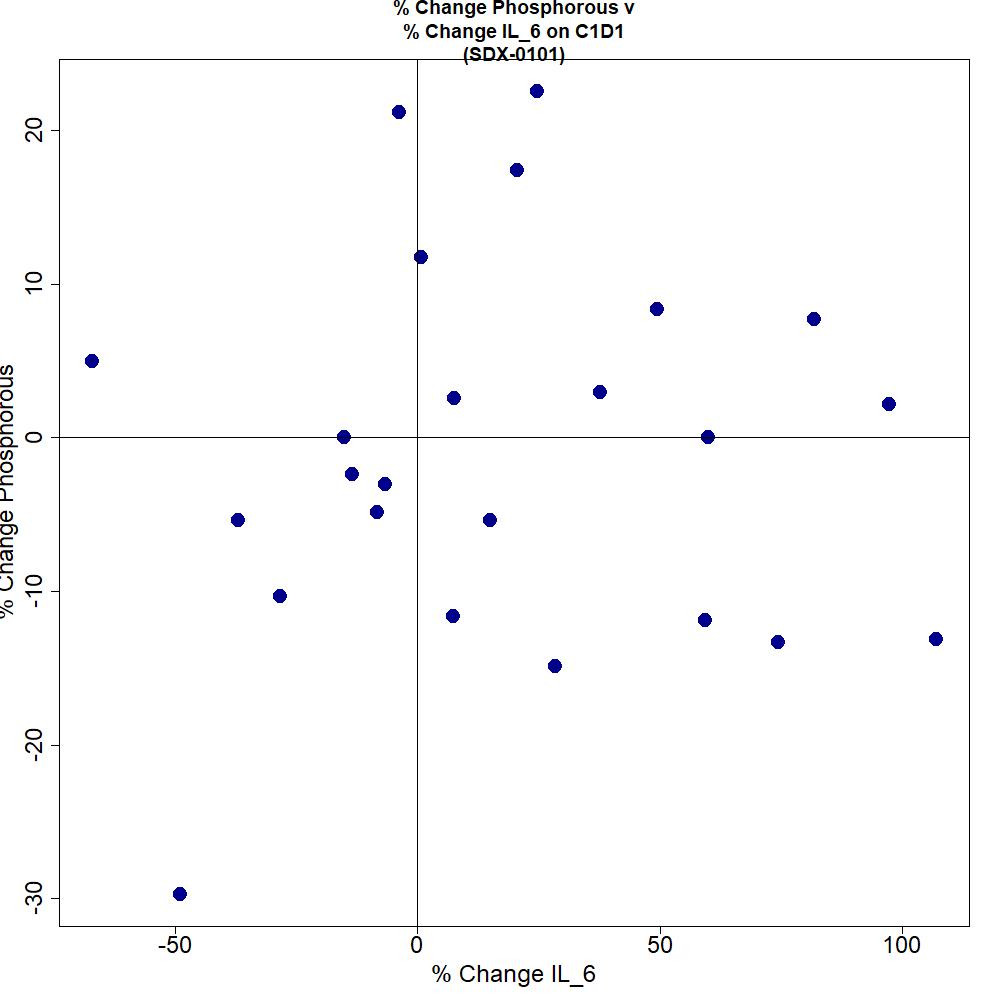 % Change Phosphorous v
% Change IL_6 on C1D1
(SDX-0101)
% Change Phosphorous
20
10
0
-10
-20
-30
-50
0
50
100
% Change IL_6